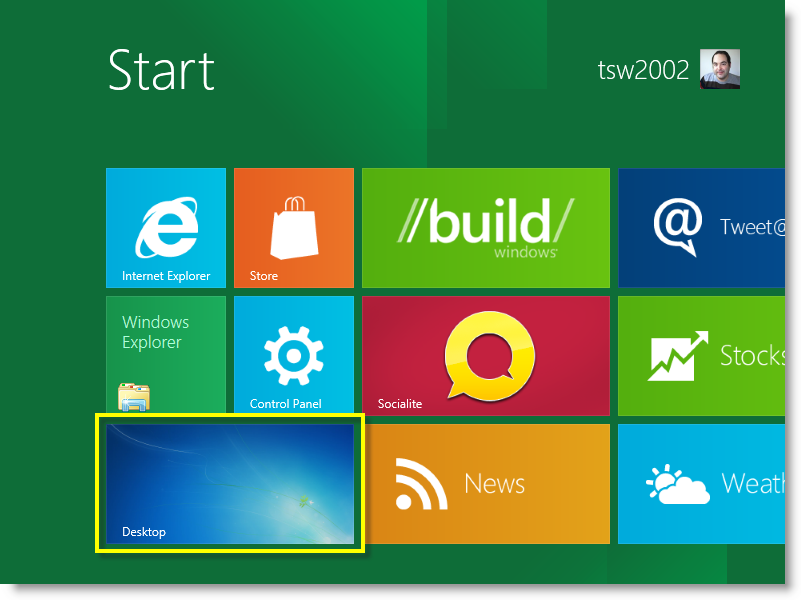 Start
tsw2002
Internet Explorer
Store
//build/
windows
Tweet@
Windows
Explorer
Control Panel
Socialite
Stocks
Desktop
News
Weath